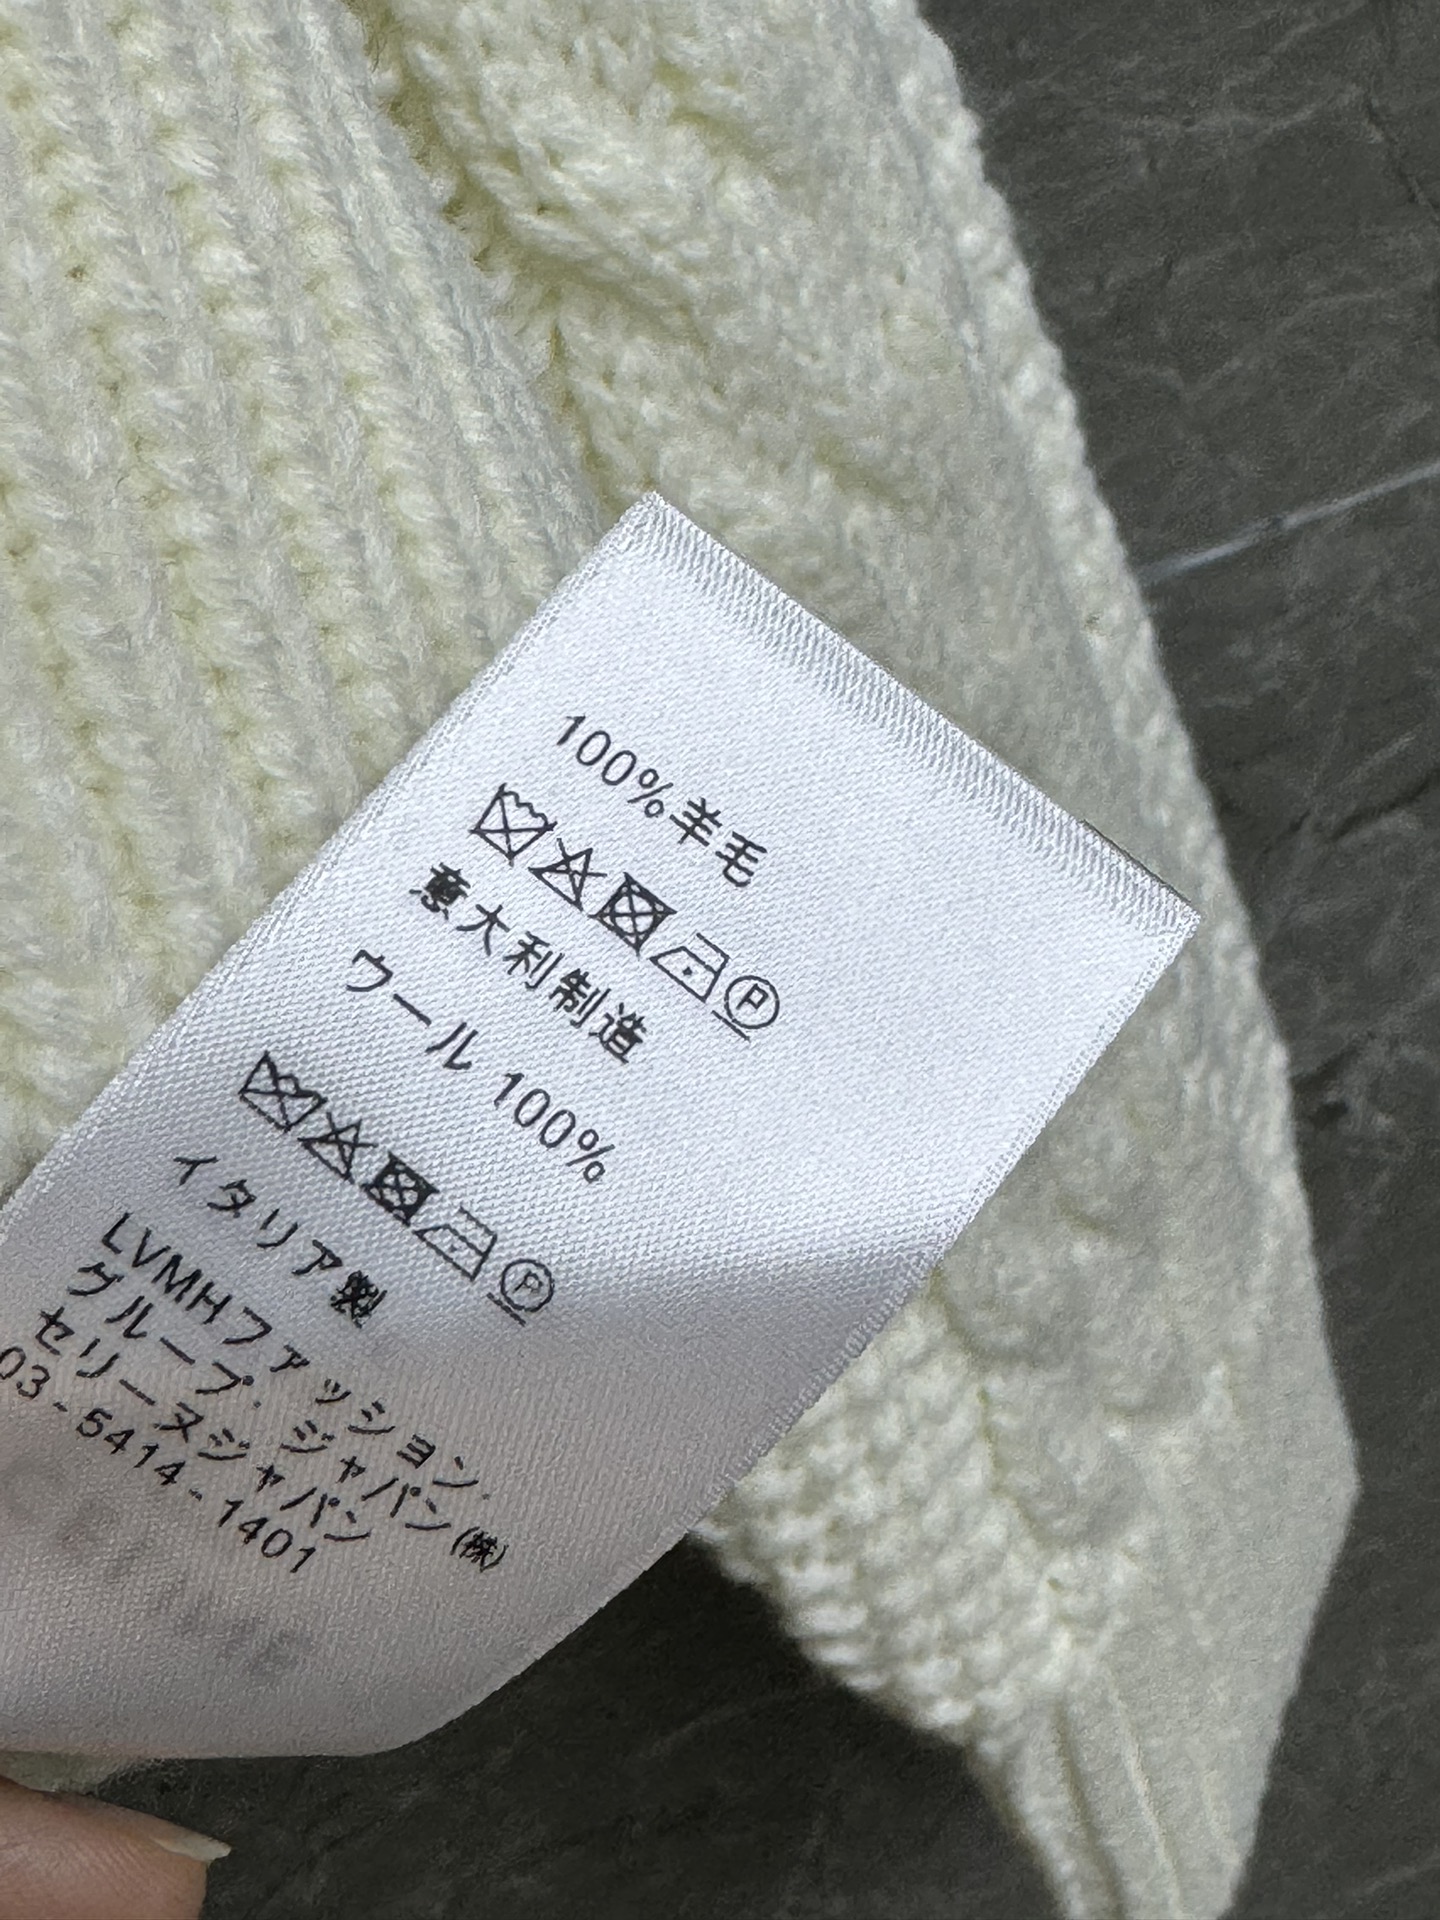 100%羊毛
P
意大利制造
ウール 100%
P
イタリア製
LVMHファッション.
グループ.ジャパン(株)
セリーヌジャパン
03-5414-1401